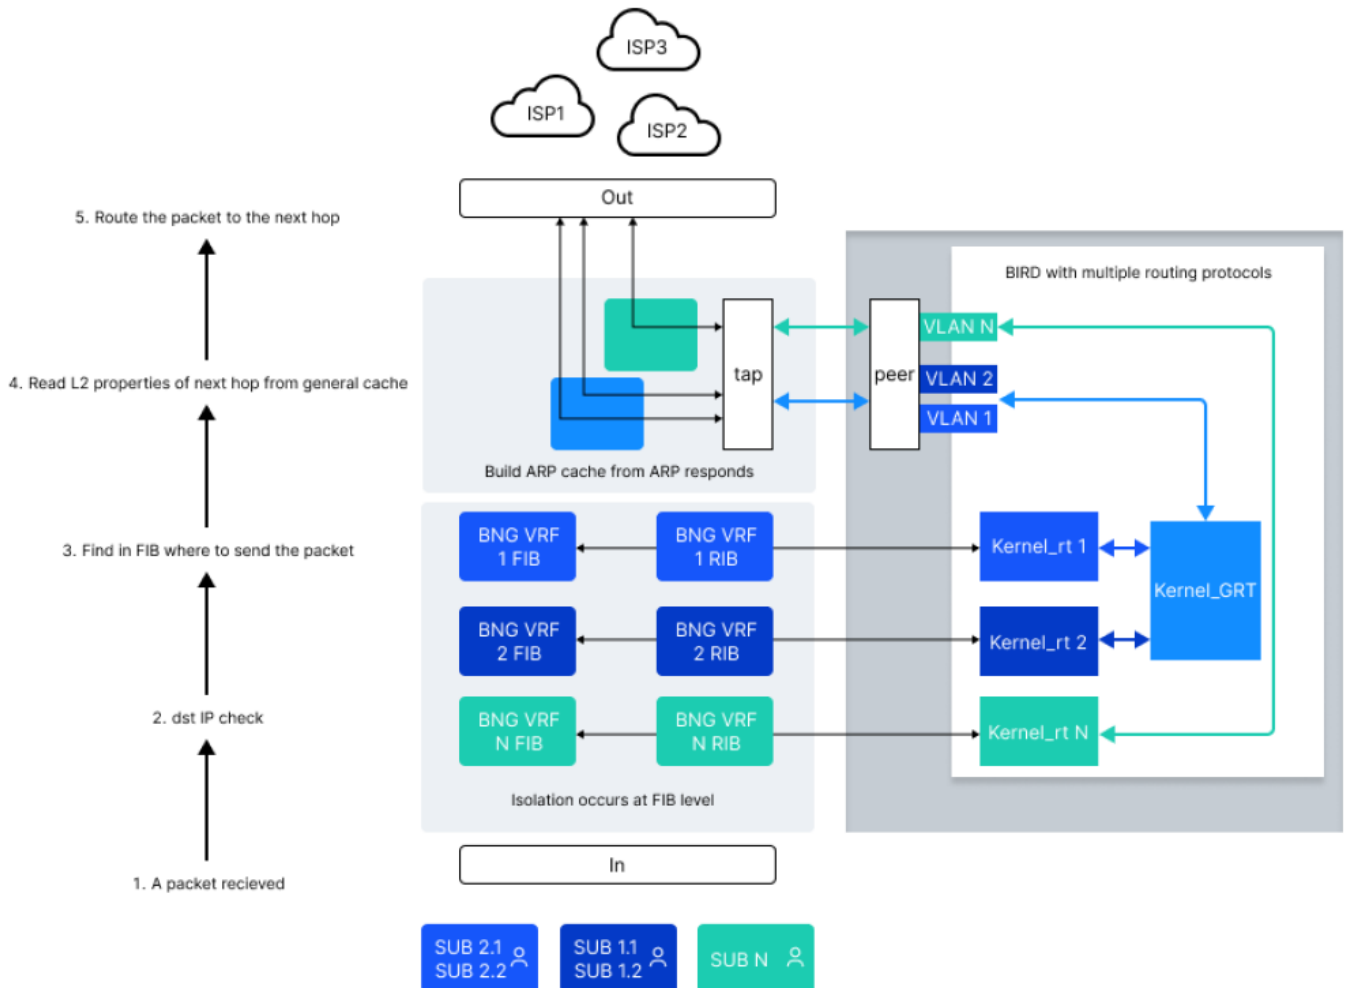 ISP3
ISP1
ISP2
Out
5. Route the packet to the next hop
BIRD with multiple routing protocols
VLAN N
4. Read L2 properties of next hop from general cache
tap
peer
VLAN 2
VLAN 1
Build ARP cache from ARP responds
3. Find in FIB where to send the packet
BNG VRF
1 FIB
BNG VRF
1 RIB
Kernel_rt 1
Kernel_GRT
BNG VRF
2 FIB
BNG VRF
2 RIB
Kernel_rt 2
2. dst IP check
BNG VRF
N FIB
BNG VRF
N RIB
Kernel_rt N
Isolation occurs at FIB level
In
1. A packet recieved
SUB 2.1
SUB 2.2
SUB 1.1
SUB 1.2
SUB N